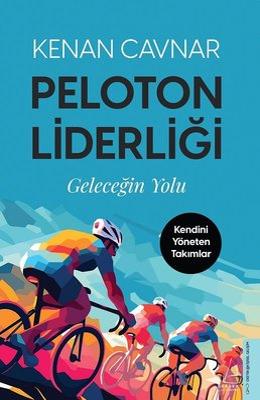 KENAN CAVNAR
PELOTON
LİDERLİĞİ
Geleceğin Yolu
Kendini
Yöneten
Takımlar